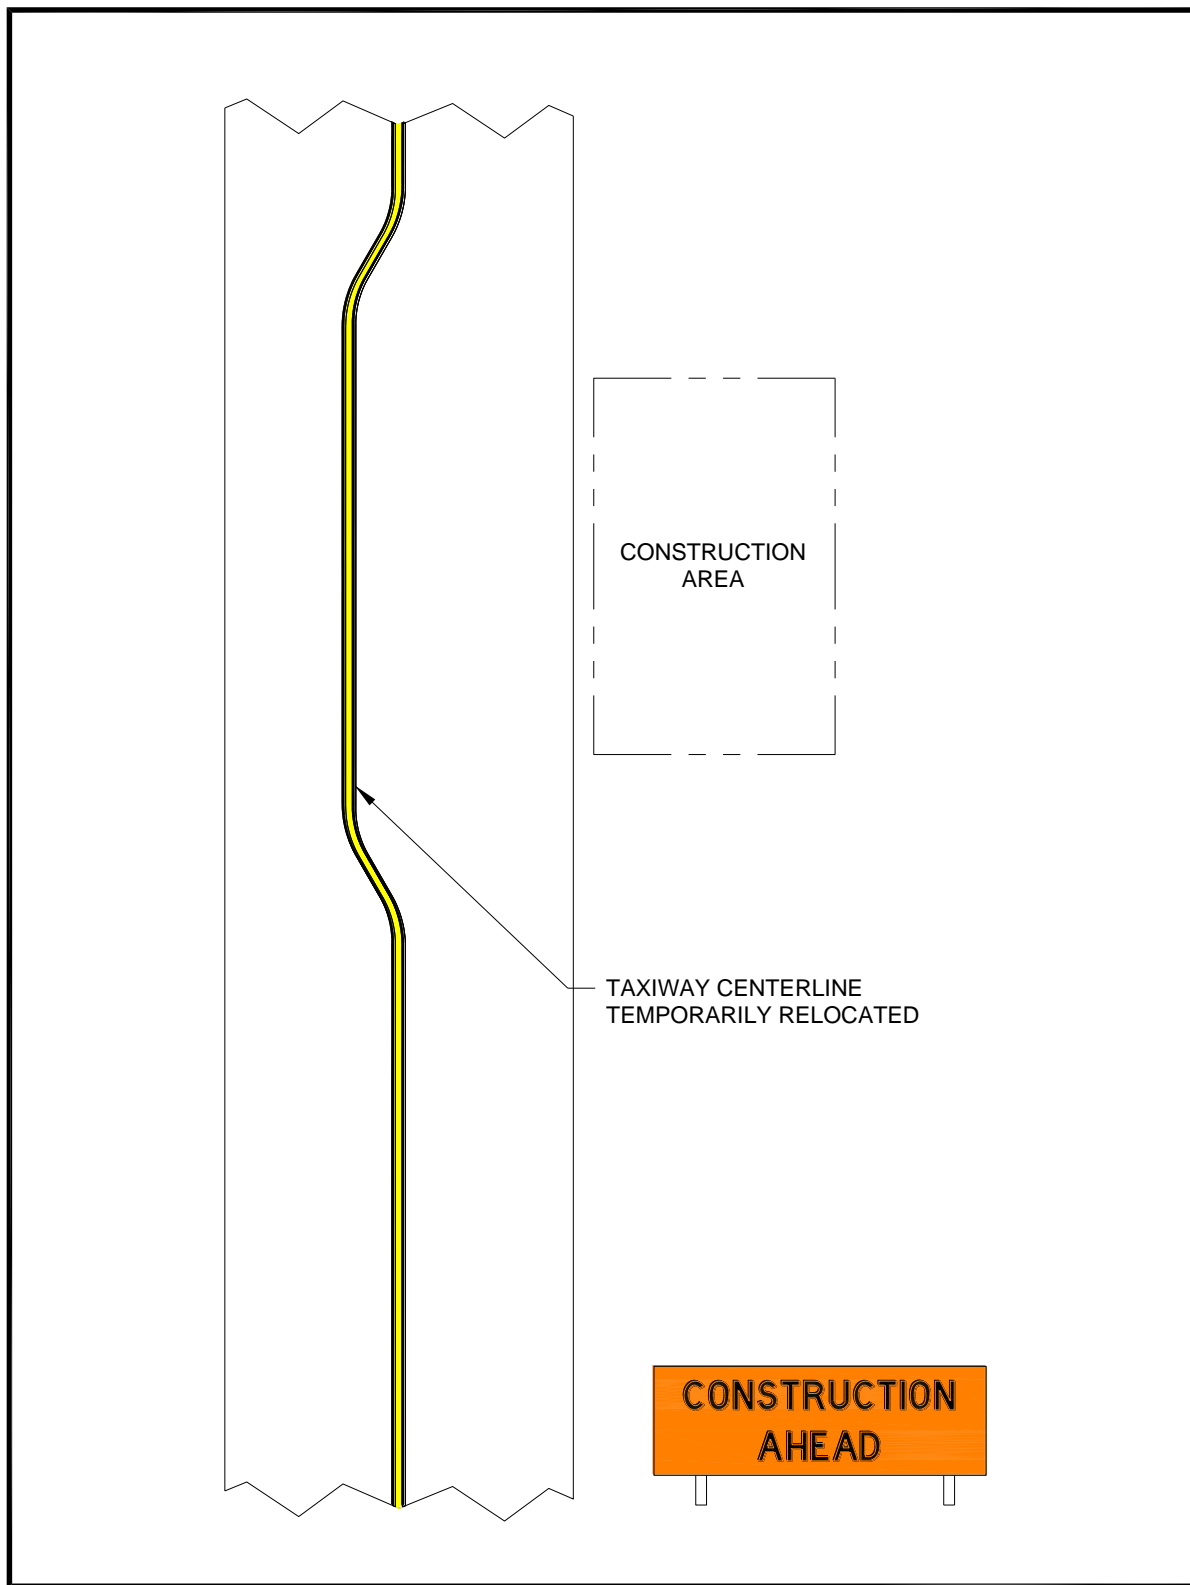 CONSTRUCTION
AREA
TAXIWAY CENTERLINE
TEMPORARILY RELOCATED
CONSTRUCTION
AHEAD